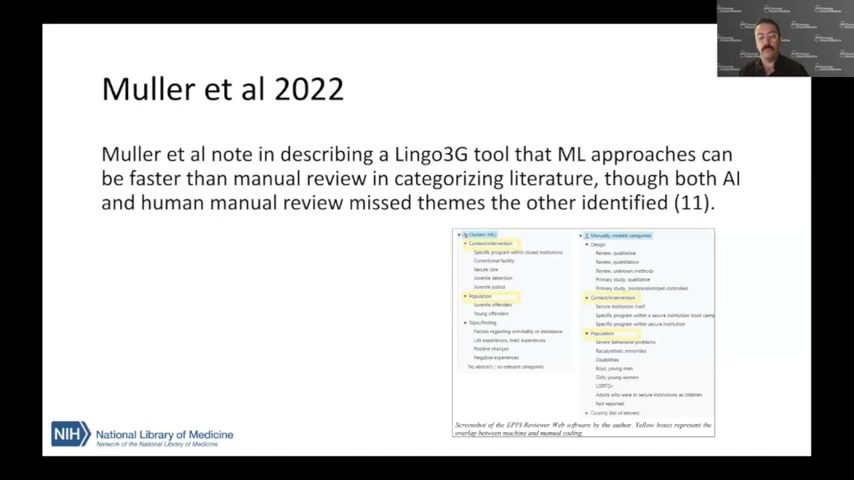 Muller et al 2022
Muller et al note in describing a Lingo3G tool that ML approaches can
be faster than manual review in categorizing literature, though both AI
and human manual review missed themes the other identified (11).
Clusters (ML)
Context/intervention
Specific program within closed institutions
Correctional facility
Secure care
Juvenile detention
Juvenile justice
Population
Juvenile offenders
Young offenders
Topic/finding
Factors regarding criminality or desistance
Life experiences, lived experiences
Positive changes
Negative experiences
No abstract / no relevant categories
Manually created categories
Design
Review, qualitative
Review, quantitative
Review, unknown methods
Primary study, qualitative
Primary study, (non)randomized controlled
Context/intervention
Secure institution itself
Specific program within a secure institution: boot camp
Specific program within secure institution
Population
Severe behavioral problems
Racial/ethnic minorities
Disabilities
Boys, young men
Girls, young women
LGBTQ+
Adults who were in secure institutions as children
Not reported
Country (list of eleven)
Screenshot of the EPPI-Reviewer Web software by the author. Yellow boxes represent the
overlap between machine and manual coding.
NIH
National Library of Medicine
Network of the National Library of Medicine